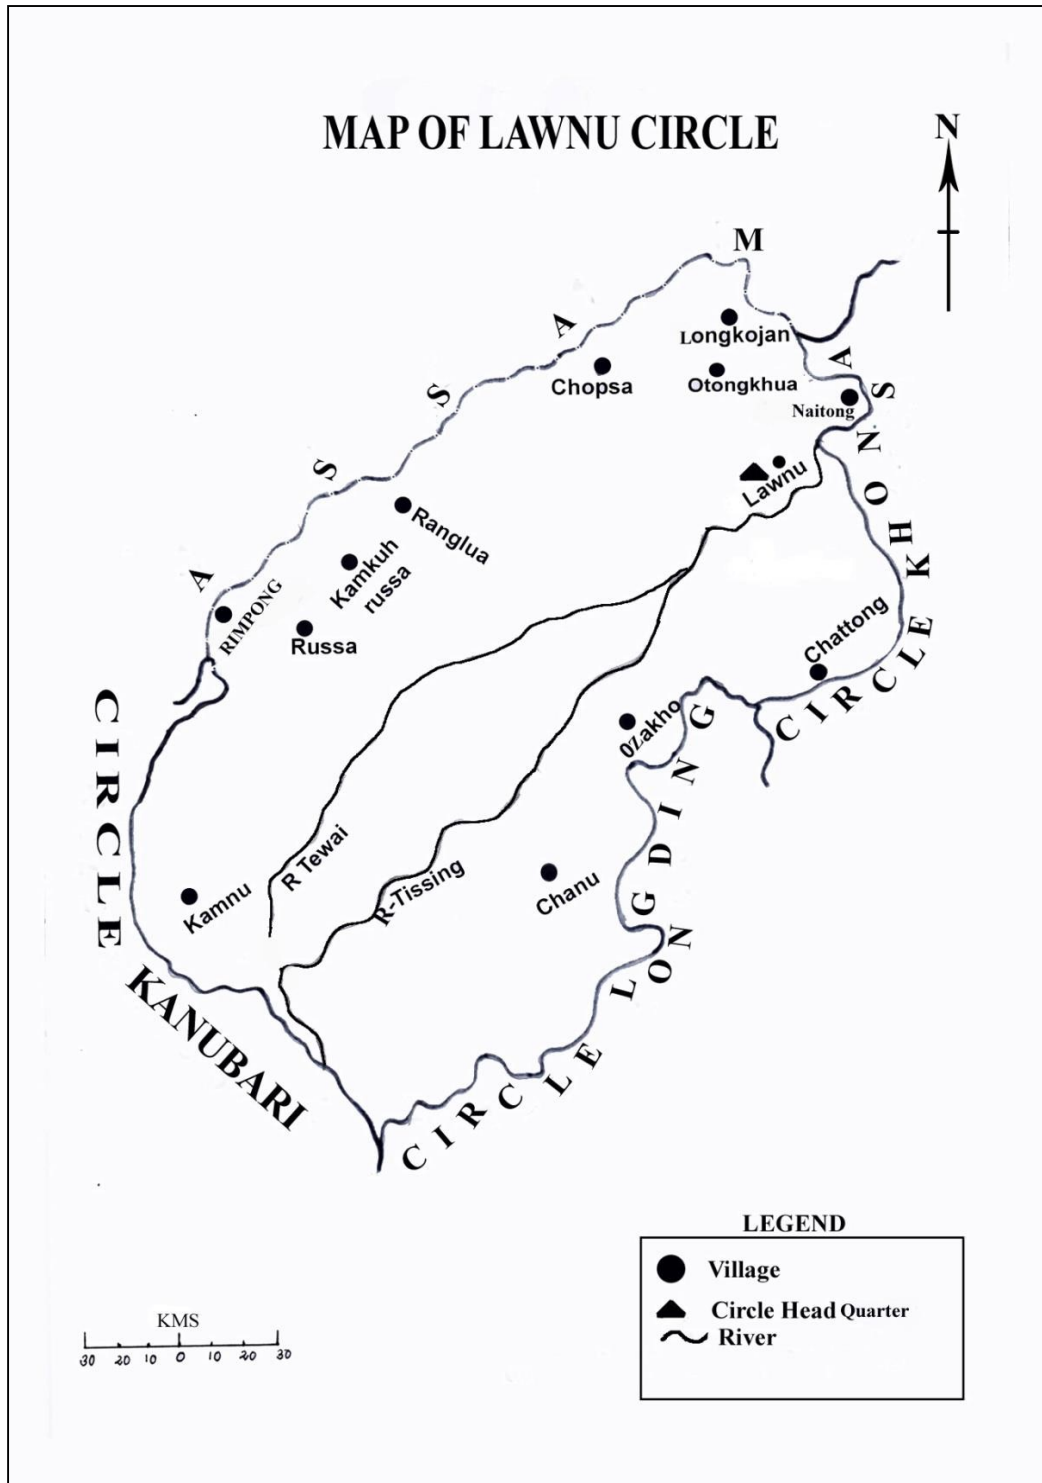 MAP OF LAWNU CIRCLE
N
ASSAM
Longkojan
Chopsa
Otongkhua
Naitong
Lawnu
KHONSA
CIRCLE
Ranglua
Kamkuh
russa
RIMPONG
Russa
Chattong
0Zakho
CIRCLE
KANUBARI
R Tewai
R-Tissing
Kamnu
Chanu
LONGDING
CIRCLE
LEGEND
Village
Circle Head Quarter
River
KMS
30 20 10 0 10 20 30